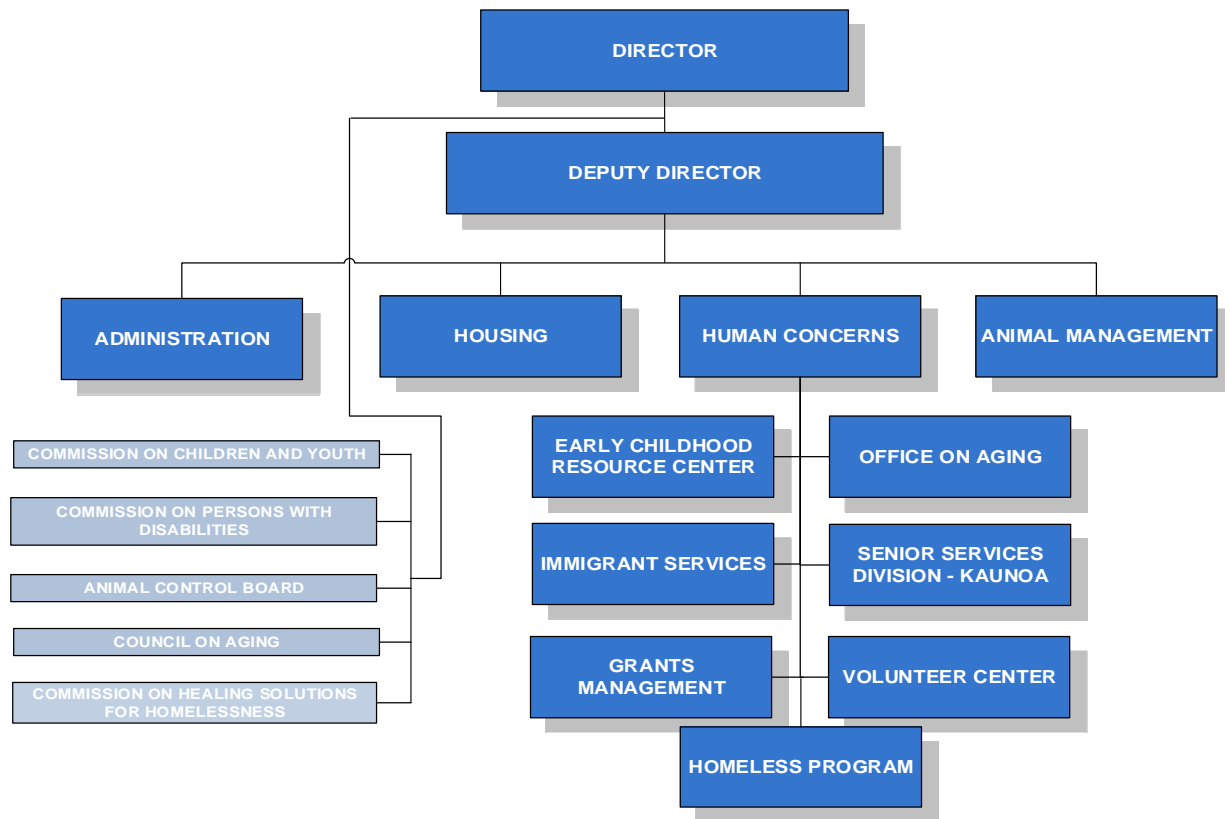 DIRECTOR
DEPUTY DIRECTOR
ADMINISTRATION
HOUSING
HUMAN CONCERNS
ANIMAL MANAGEMENT
COMMISSION ON CHILDREN AND YOUTH
COMMISSION ON PERSONS WITH
DISABILITIES
ANIMAL CONTROL BOARD
COUNCIL ON AGING
COMMISSION ON HEALING SOLUTIONS
FOR HOMELESSNESS
EARLY CHILDHOOD
RESOURCE CENTER
OFFICE ON AGING
IMMIGRANT SERVICES
SENIOR SERVICES
DIVISION - KAUNOA
GRANTS
MANAGEMENT
VOLUNTEER CENTER
HOMELESS PROGRAM